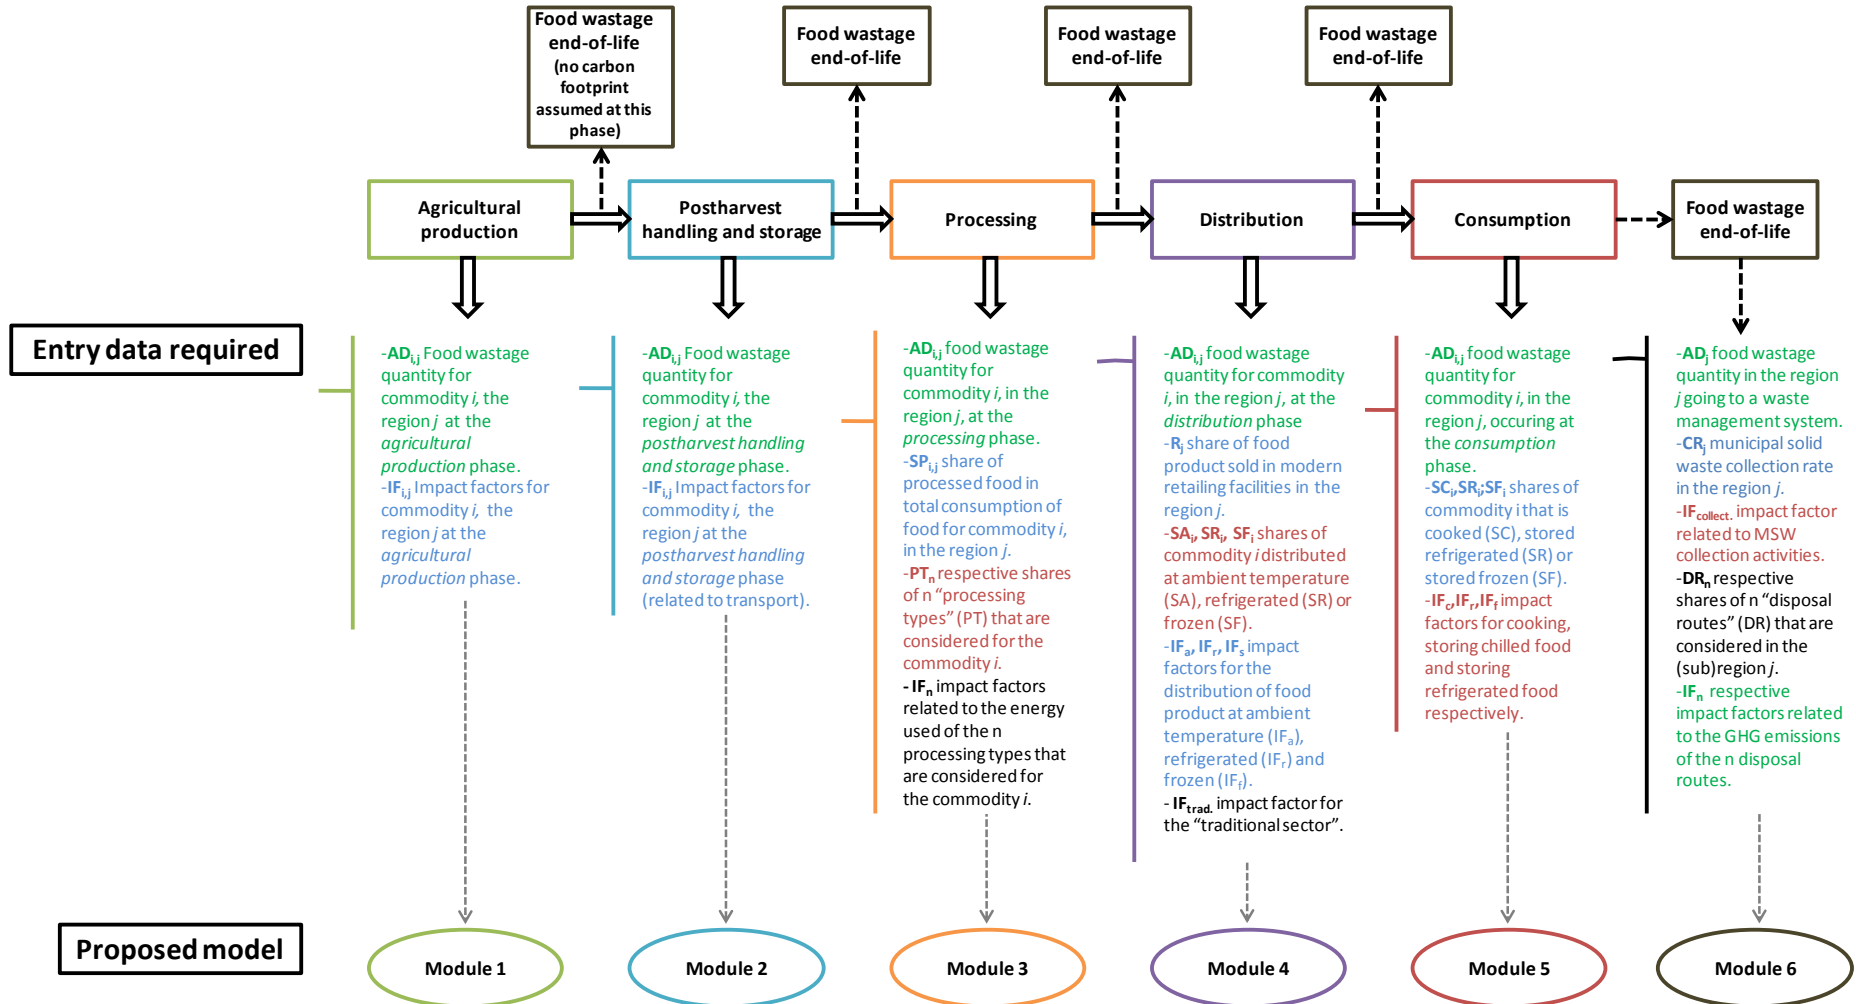 Food wastage
end-of-life
(no carbon
footprint
assumed at this
phase)
Food wastage
end-of-life
Food wastage
end-of-life
Food wastage
end-of-life
Agricultural
production
Postharvest
handling and storage
Processing
Distribution
Consumption
Food wastage
end-of-life
Entry data required
-ADi,j Food wastage
quantity for
commodity i, the
region j at the
agricultural
production phase.
-IFi,j Impact factors for
commodity i, the
region j at the
agricultural
production phase.
-ADi,j Food wastage
quantity for
commodity i, the
region j at the
postharvest handling
and storage phase.
-IFi,j Impact factors for
commodity i, the
region j at the
postharvest handling
and storage phase
(related to transport).
-ADi,j food wastage
quantity for
commodity i, in the
region j, at the
processing phase.
-SPi,j share of
processed food in
total consumption of
food for commodity i,
in the region j.
-PTn respective shares
of n “processing
types” (PT) that are
considered for the
commodity i.
- IFn impact factors
related to the energy
used of the n
processing types that
are considered for
the commodity i.
-ADi,j food wastage
quantity for commodity
i, in the region j, at the
distribution phase
-Rj share of food
product sold in modern
retailing facilities in the
region j.
-SAi, SRi, SFi shares of
commodity i distributed
at ambient temperature
(SA), refrigerated (SR) or
frozen (SF).
-IFa, IFr, IFs impact
factors for the
distribution of food
product at ambient
temperature (IFa),
refrigerated (IFr) and
frozen (IFf).
- IFtrad. impact factor for
the “traditional sector”.
-ADi,j food wastage
quantity for
commodity i, in the
region j, occuring at
the consumption
phase.
-SCi,SRi;SFi shares of
commodity i that is
cooked (SC), stored
refrigerated (SR) or
stored frozen (SF).
-IFc,IFr,IFf impact
factors for cooking,
storing chilled food
and storing
refrigerated food
respectively.
-ADj food wastage
quantity in the region
j going to a waste
management system.
-CRj municipal solid
waste collection rate
in the region j.
-IFcollect. impact factor
related to MSW
collection activities.
-DRn respective
shares of n “disposal
routes” (DR) that are
considered in the
(sub)region j.
-IFn respective
impact factors related
to the GHG emissions
of the n disposal
routes.
Proposed model
Module 1
Module 2
Module 3
Module 4
Module 5
Module 6